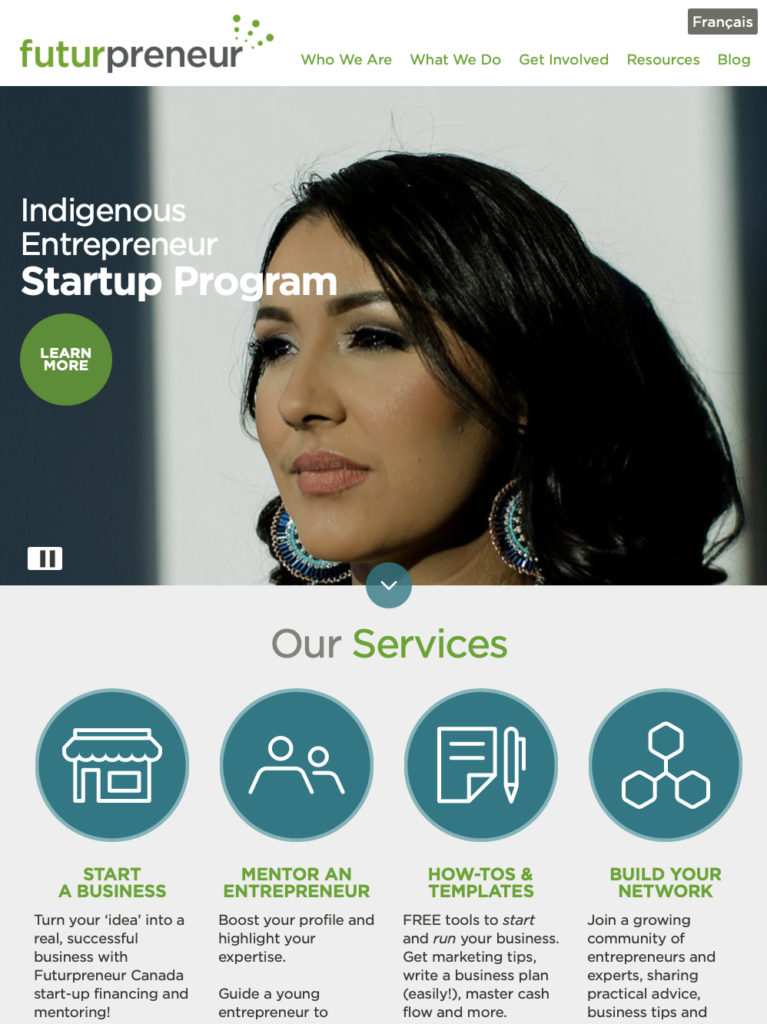 Français
futurpreneur
Who We Are What We Do Get Involved Resources Blog
Indigenous
Entrepreneur
Startup Program
LEARN
MORE
Our Services
START
A BUSINESS
Turn your ‘idea’ into a
real, successful
business with
Futurpreneur Canada
start-up financing and
mentoring!
MENTOR AN
ENTREPRENEUR
Boost your profile and
highlight your
expertise.
Guide a young
entrepreneur to
HOW-TOS &
TEMPLATES
FREE tools to start
and run your business.
Get marketing tips,
write a business plan
(easily!), master cash
flow and more.
BUILD YOUR
NETWORK
Join a growing
community of
entrepreneurs and
experts, sharing
practical advice,
business tips and